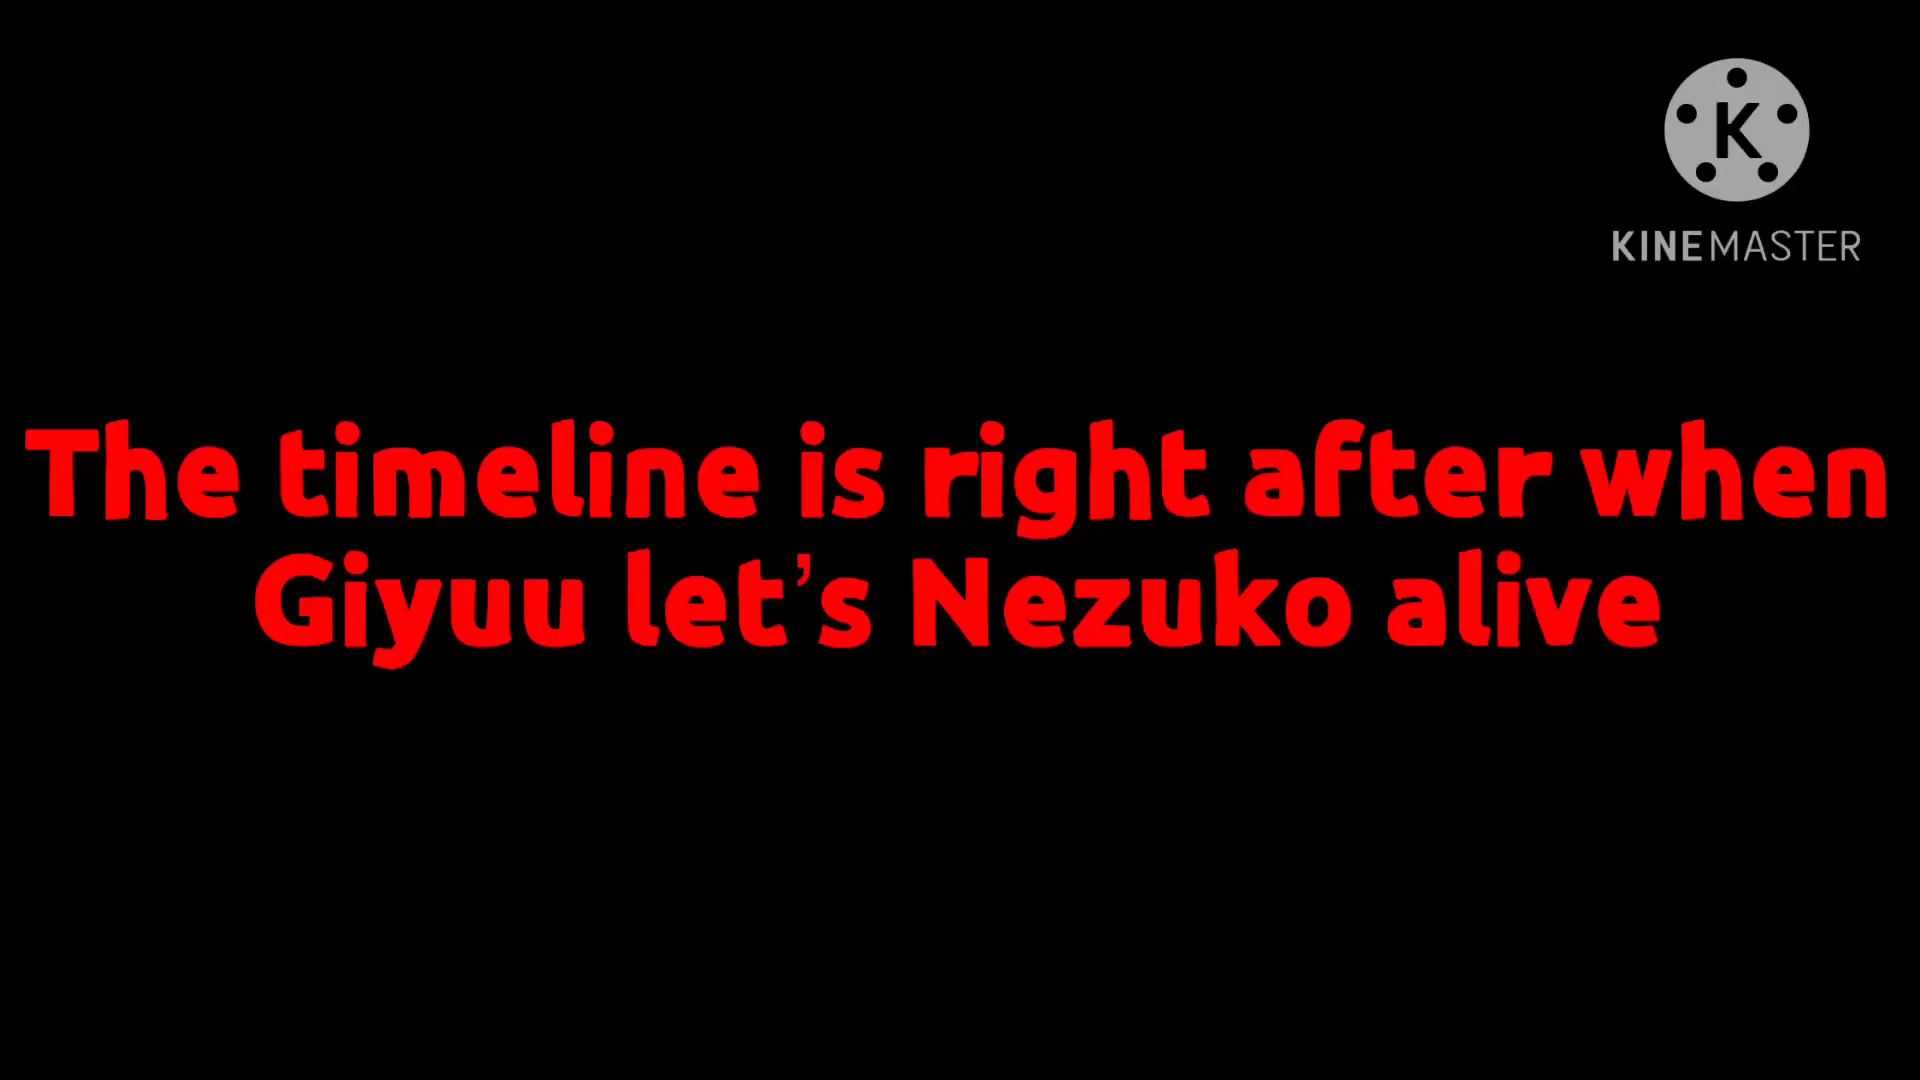 K
KINEMASTER
The timeline is right after when
Giyuu let’s Nezuko alive